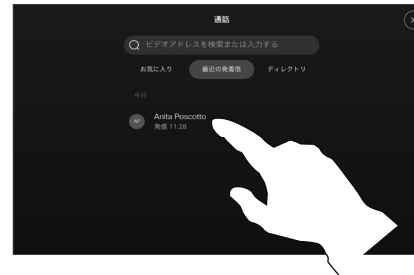 通話
ビデオアドレスを検索または入力する
お気に入り 最近の発着信 ディレクトリ
今日
AP
Anita Poscotto
発信 11:28